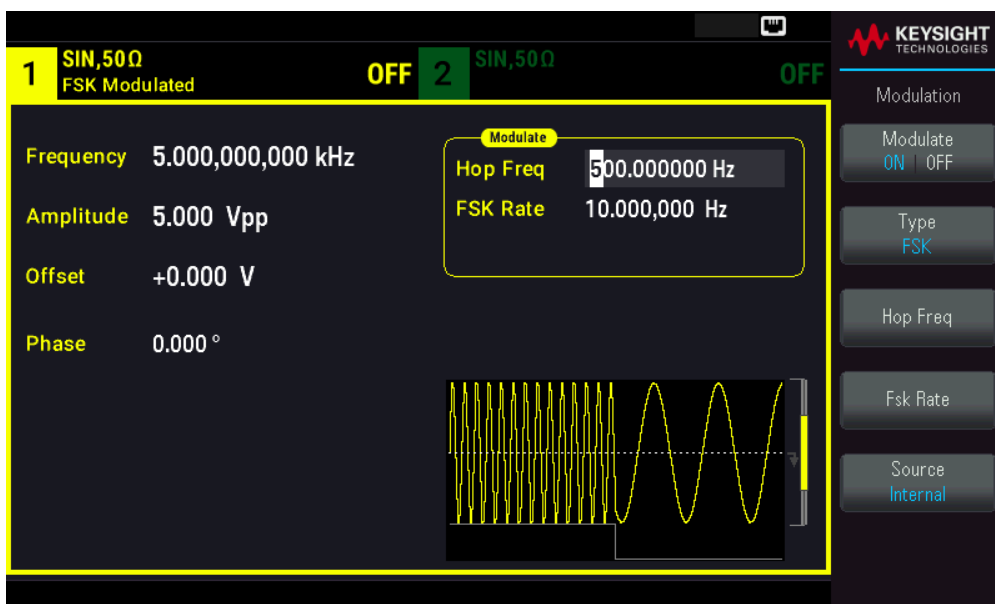 KEYSIGHT
TECHNOLOGIES
1 SIN,50Ω
FSK Modulated
OFF
2 SIN,50Ω
OFF
Modulation
Frequency 5.000,000,000 kHz
Amplitude 5.000 Vpp
Offset +0.000 V
Phase 0.000 °
Modulate
Hop Freq 500.000000 Hz
FSK Rate 10.000,000 Hz
Modulate
ON | OFF
Type
FSK
Hop Freq
Fsk Rate
Source
Internal